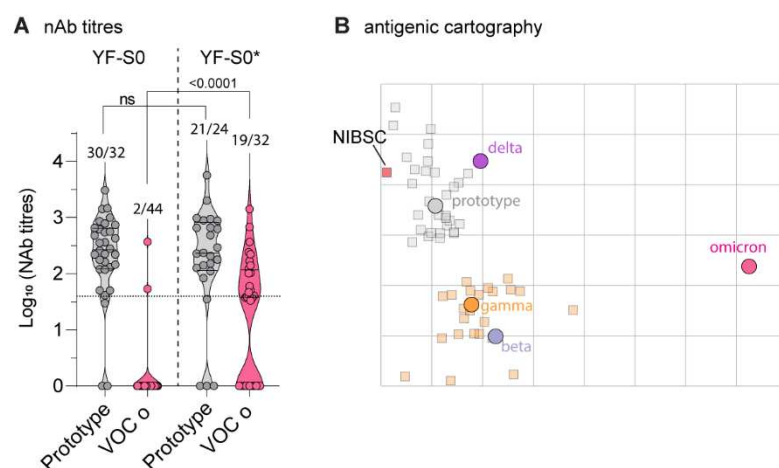 A nAb titres
YF-S0 YF-S0*
<0.0001
ns
30/32
2/44
21/24
19/32
Log₁₀ (NAb titres)
4
3
2
1
0
Prototype
VOC o
Prototype
VOC o
B antigenic cartography
NIBSC
delta
prototype
omicron
gamma
beta